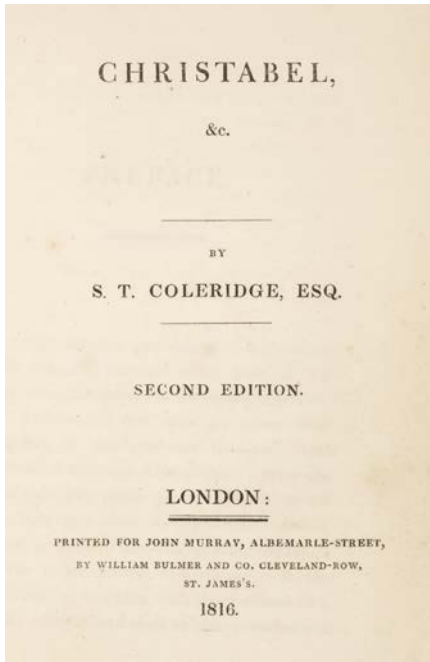 CHRISTABEL,
&c.
BY
S. T. COLERIDGE, ESQ.
SECOND EDITION.
LONDON:
PRINTED FOR JOHN MURRAY, ALBEMARLE-STREET,
BY WILLIAM BULMER AND CO. CLEVELAND-ROW,
ST. JAMES'S.
1816.